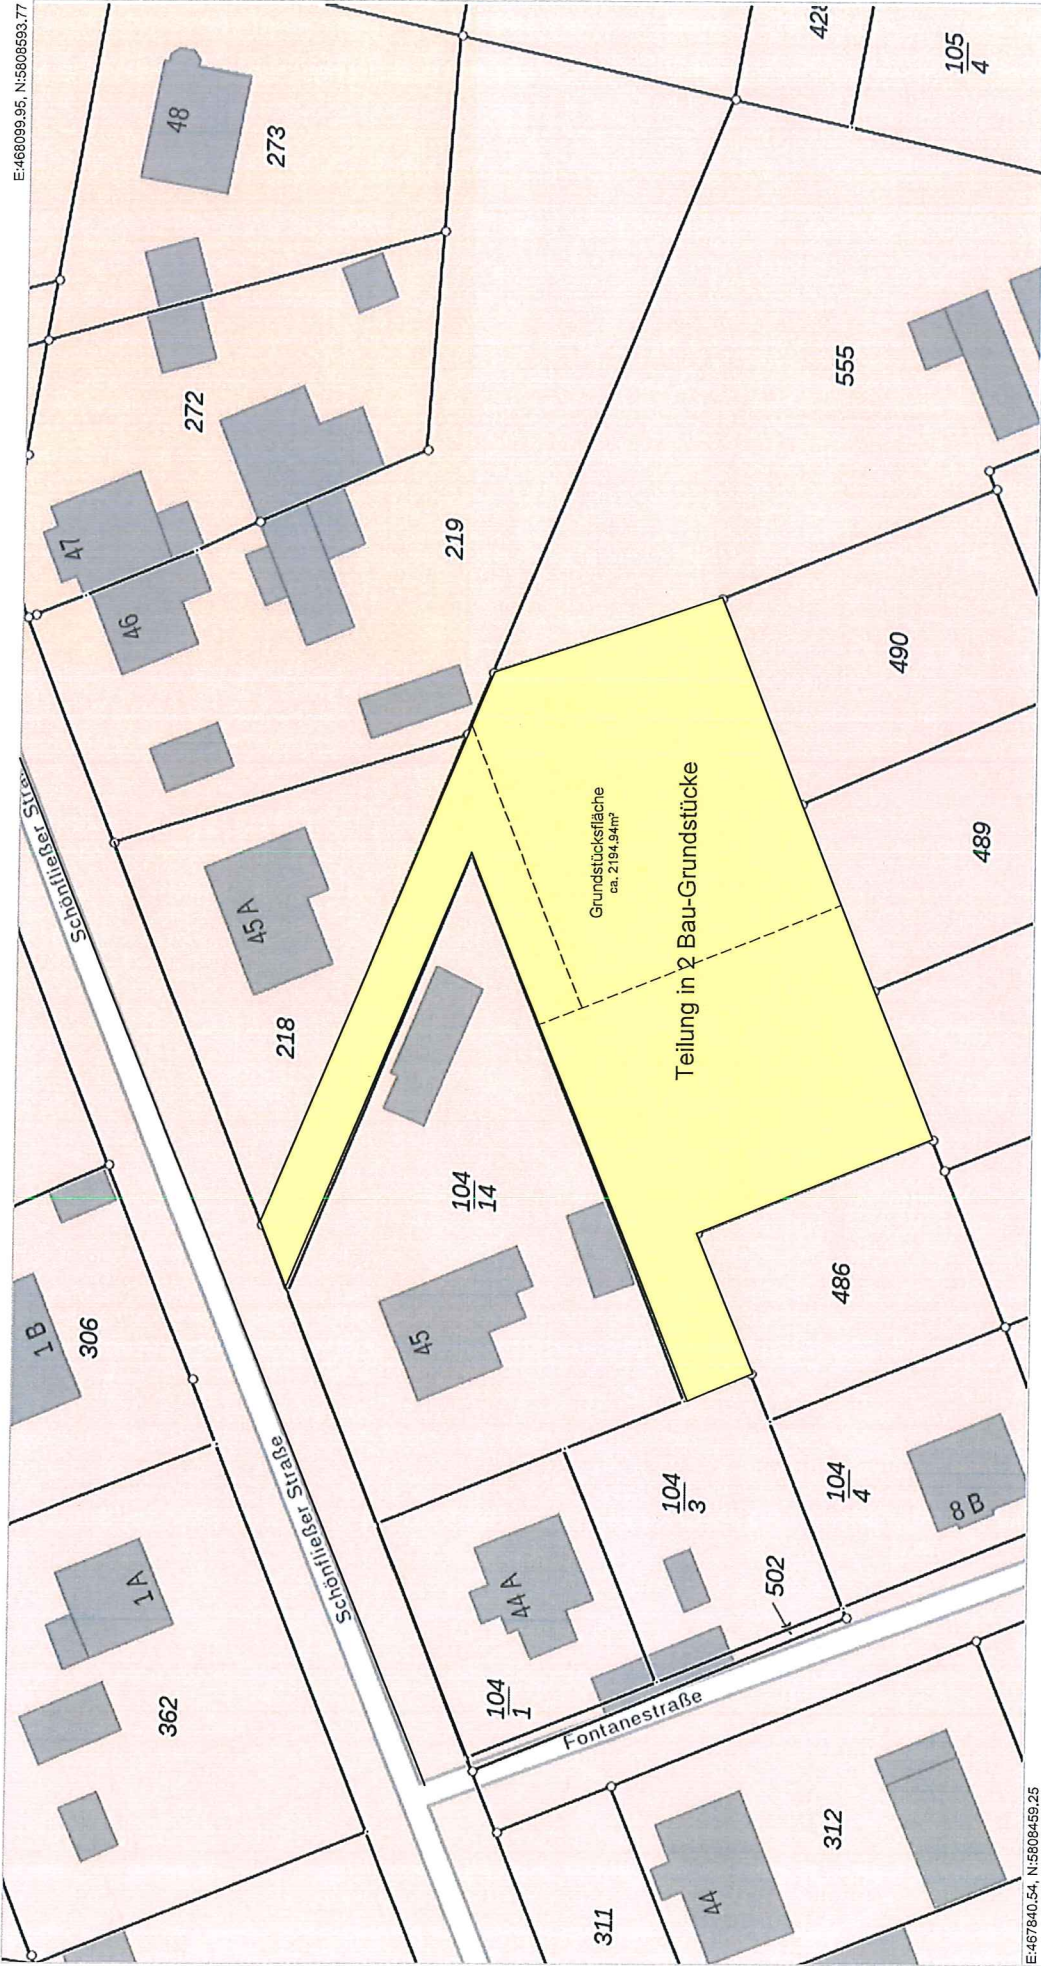 E:468099.95, N:5808593.77
48
273
272
47
46
219
Schönfließer Straß
45 A
218
1 B
306
104
14
45
Grundstücksfläche
ca. 2194.94m²
Teilung in 2 Bau-Grundstücke
555
105
4
490
489
486
Schönfließer Straße
1 A
362
44 A
104
1
104
3
104
4
502
8 B
Fontanestraße
311
312
44
E:467840.54, N:5808459.25